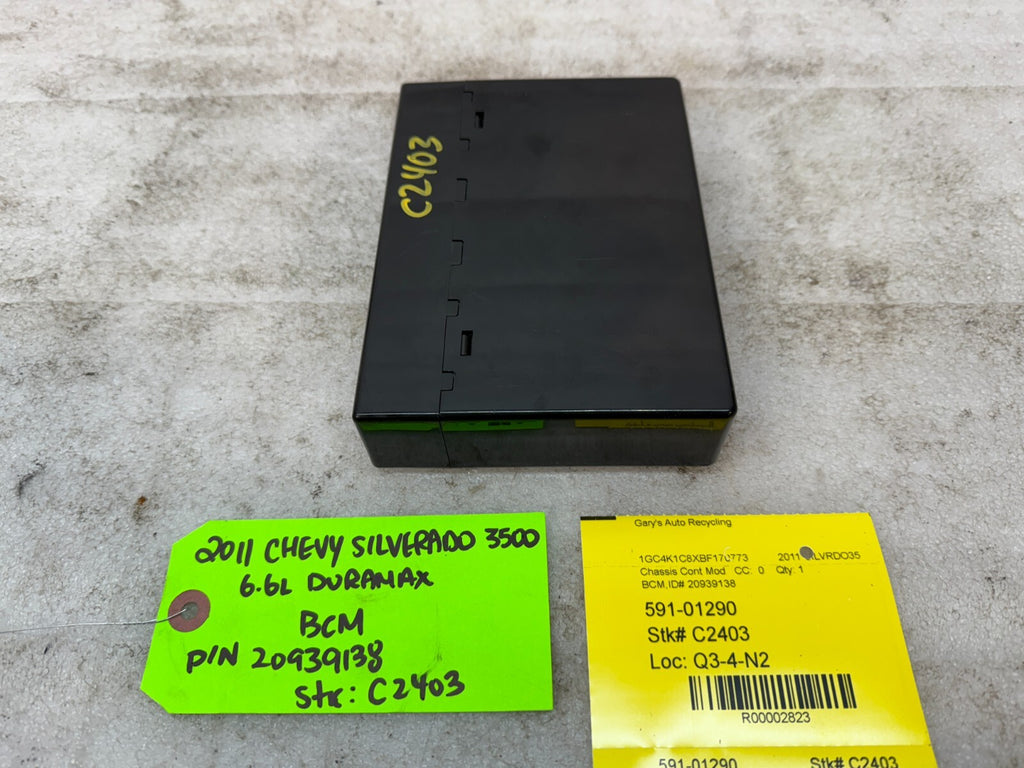 C2403
2011 CHEVY SILVERADO 3500
6.6L DURAMAX
BCM
P/N 20939138
Stk: C2403
Gary's Auto Recycling
1GC4K1C8XBF170773 2011
Chassis Cont Mod CC: 0 Qty: 1
BCM,ID# 20939138
591-01290
Stk# C2403
Loc: Q3-4-N2
R00002823
591-01290 Stk# C2403